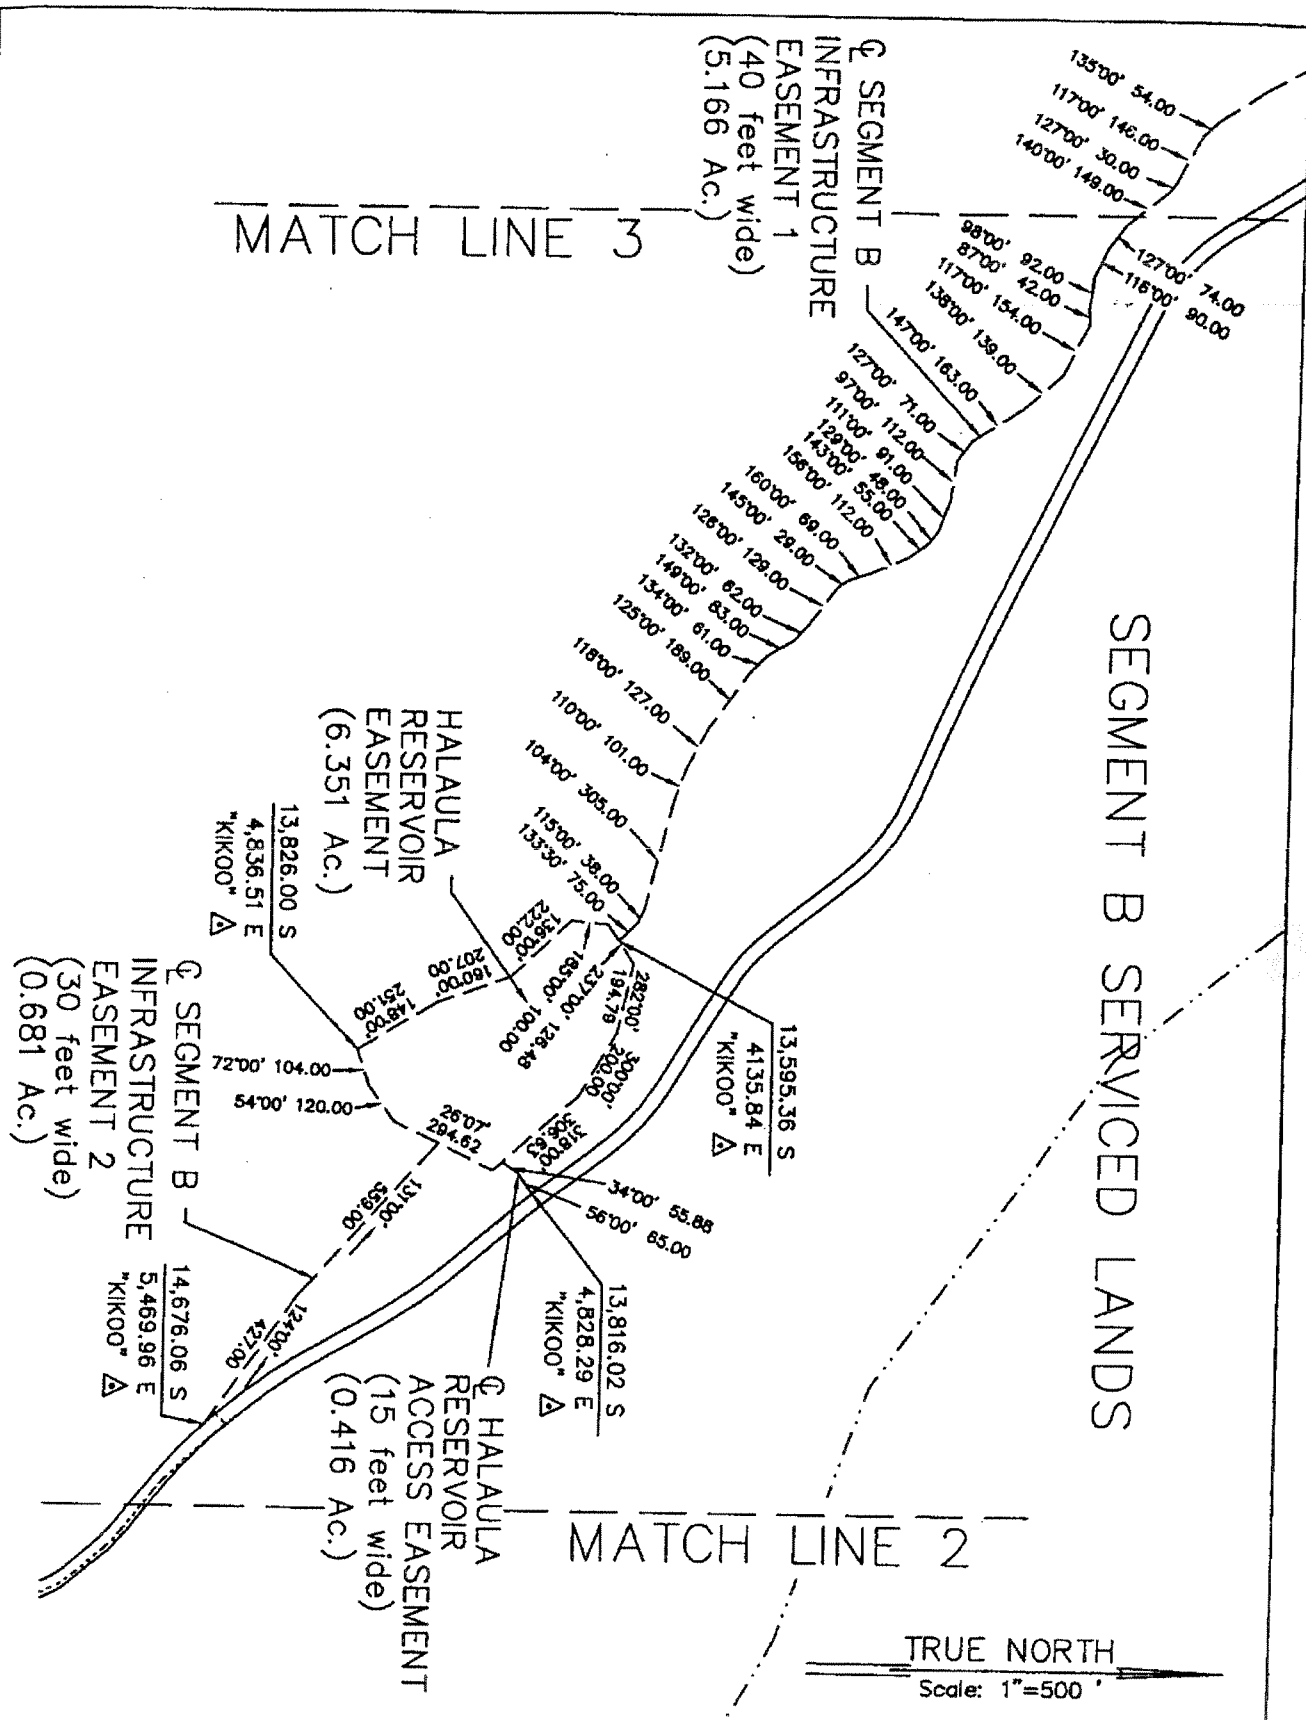 135°00' 54.00
117°00' 146.00
127°00' 30.00
140°00' 149.00
℄ SEGMENT B
INFRASTRUCTURE
EASEMENT 1
(40 feet wide)
(5.166 Ac.)
MATCH LINE 3
127°00' 74.00
116°00' 90.00
98°00' 92.00
87°00' 42.00
117°00' 154.00
138°00' 139.00
147°00' 163.00
127°00' 71.00
97°00' 112.00
111°00' 91.00
129°00' 48.00
143°00' 55.00
156°00' 112.00
160°00' 69.00
145°00' 29.00
126°00' 129.00
132°00' 62.00
149°00' 83.00
134°00' 61.00
125°00' 189.00
118°00' 127.00
110°00' 101.00
104°00' 305.00
115°00' 38.00
133°30' 75.00
SEGMENT B SERVICED LANDS
HALAULA
RESERVOIR
EASEMENT
(6.351 Ac.)
13,826.00 S
4,836.51 E
"KIKOO"
136°00'
222.00
160°00'
207.00
148°00'
251.00
185°00' 100.00
237°00' 126.48
282°00'
194.78
300°00'
200.00
318°00'
306.63
13,595.36 S
4135.84 E
"KIKOO"
72°00' 104.00
54°00' 120.00
26°07'
294.62
34°00' 55.88
56°00' 65.00
℄ SEGMENT B
INFRASTRUCTURE
EASEMENT 2
(30 feet wide)
(0.681 Ac.)
131°00'
559.00
124°00'
427.00
14,676.06 S
5,469.96 E
"KIKOO"
13,816.02 S
4,828.29 E
"KIKOO"
℄ HALAULA
RESERVOIR
ACCESS EASEMENT
(15 feet wide)
(0.416 Ac.)
MATCH LINE 2
TRUE NORTH
Scale: 1"=500 '